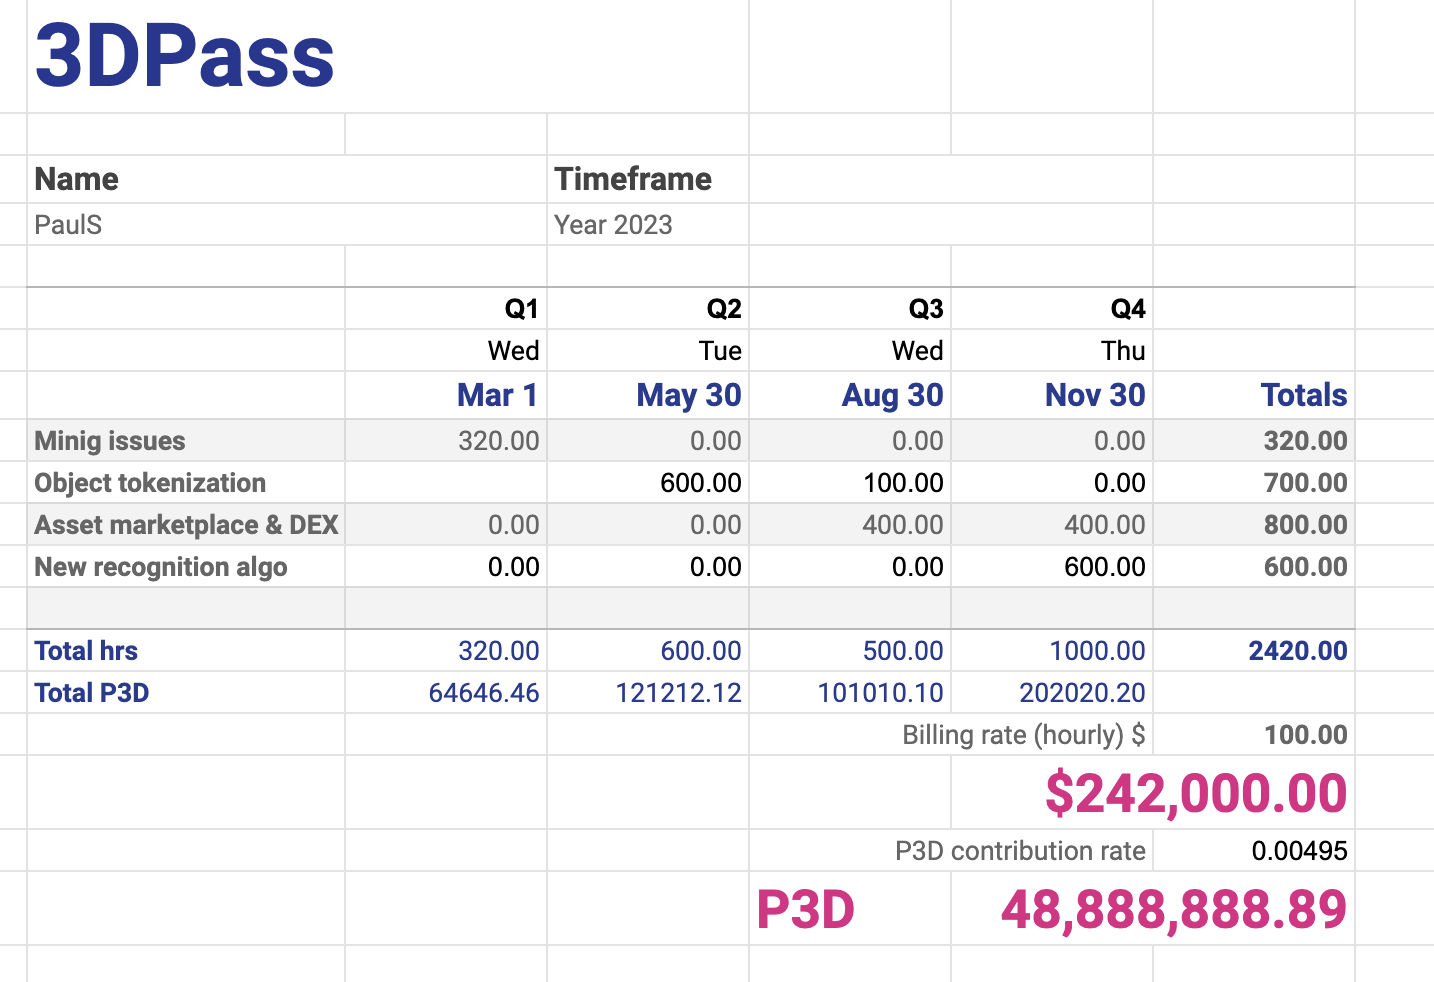 3DPass
Name Timeframe
PaulS Year 2023
Q1 Q2 Q3 Q4
Wed Tue Wed Thu
Mar 1 May 30 Aug 30 Nov 30 Totals
Minig issues 320.00 0.00 0.00 0.00 320.00
Object tokenization 600.00 100.00 0.00 700.00
Asset marketplace & DEX 0.00 0.00 400.00 400.00 800.00
New recognition algo 0.00 0.00 0.00 600.00 600.00
Total hrs 320.00 600.00 500.00 1000.00 2420.00
Total P3D 64646.46 121212.12 101010.10 202020.20
Billing rate (hourly) $ 100.00
$242,000.00
P3D contribution rate 0.00495
P3D 48,888,888.89